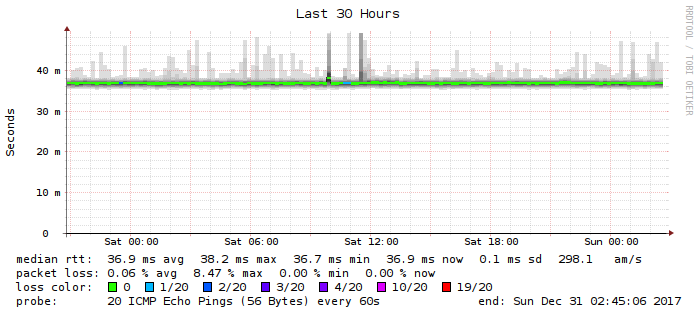 Last 30 Hours
RRDTOOL / TOBI OETIKER
Seconds
40 m
30 m
20 m
10 m
0
Sat 00:00 Sat 06:00 Sat 12:00 Sat 18:00 Sun 00:00
median rtt: 36.9 ms avg 38.2 ms max 36.7 ms min 36.9 ms now 0.1 ms sd 298.1 am/s
packet loss: 0.06 % avg 8.47 % max 0.00 % min 0.00 % now
loss color: 0 1/20 2/20 3/20 4/20 10/20 19/20
probe: 20 ICMP Echo Pings (56 Bytes) every 60s end: Sun Dec 31 02:45:06 2017